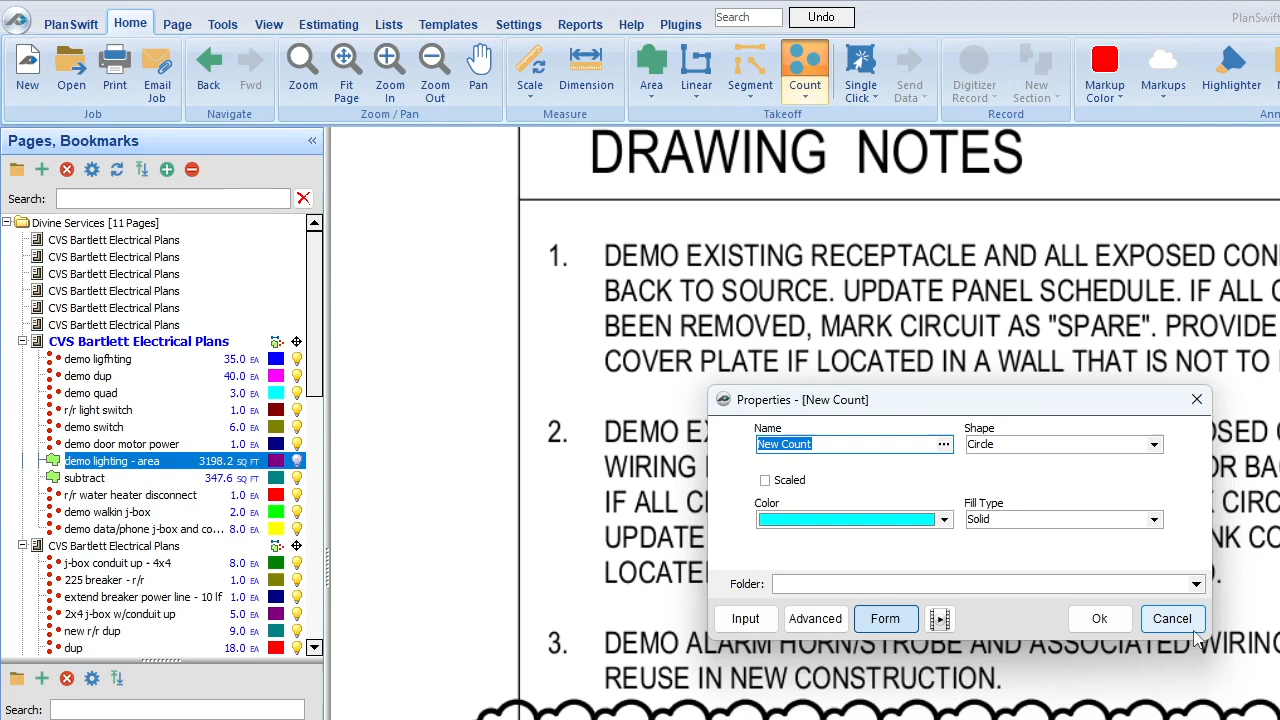 PlanSwift Home Page Tools View Estimating Lists Templates Settings Reports Help Plugins Search Undo
New Open Print Email Job
Back Fwd
Zoom Fit Page Zoom In Zoom Out Pan
Scale Dimension
Area Linear Segment Count Single Click Send Data
Digitizer Record New Section
Markup Color Markups Highlighter
Job Navigate Zoom / Pan Measure Takeoff Record
Pages, Bookmarks
Search:
Divine Services [11 Pages]
CVS Bartlett Electrical Plans
CVS Bartlett Electrical Plans
CVS Bartlett Electrical Plans
CVS Bartlett Electrical Plans
CVS Bartlett Electrical Plans
CVS Bartlett Electrical Plans
CVS Bartlett Electrical Plans
demo ligfhting 35.0 EA
demo dup 40.0 EA
demo quad 3.0 EA
r/r light switch 1.0 EA
demo switch 6.0 EA
demo door motor power 1.0 EA
demo lighting - area 3198.2 SQ FT
subtract 347.6 SQ FT
r/r water heater disconnect 1.0 EA
demo walkin j-box 2.0 EA
demo data/phone j-box and co... 8.0 EA
CVS Bartlett Electrical Plans
j-box conduit up - 4x4 8.0 EA
225 breaker - r/r 1.0 EA
extend breaker power line - 10 lf 1.0 EA
2x4 j-box w/conduit up 5.0 EA
new r/r dup 9.0 EA
dup 18.0 EA
Search:
DRAWING NOTES
1. DEMO EXISTING RECEPTACLE AND ALL EXPOSED
BACK TO SOURCE. UPDATE PANEL SCHEDULE. IF ALL
BEEN REMOVED, MARK CIRCUIT AS "SPARE". PROVIDE
COVER PLATE IF LOCATED IN A WALL THAT IS NOT TO
2. DEMO
WIRING
IF ALL
UPDATE
3. DEMO ALARM HORN/STROBE AND ASSOCIATED WIRING
REUSE IN NEW CONSTRUCTION.
Properties - [New Count]
Name Shape
New Count ... Circle
Scaled
Color Fill Type
Solid
Folder:
Input Advanced Form Ok Cancel